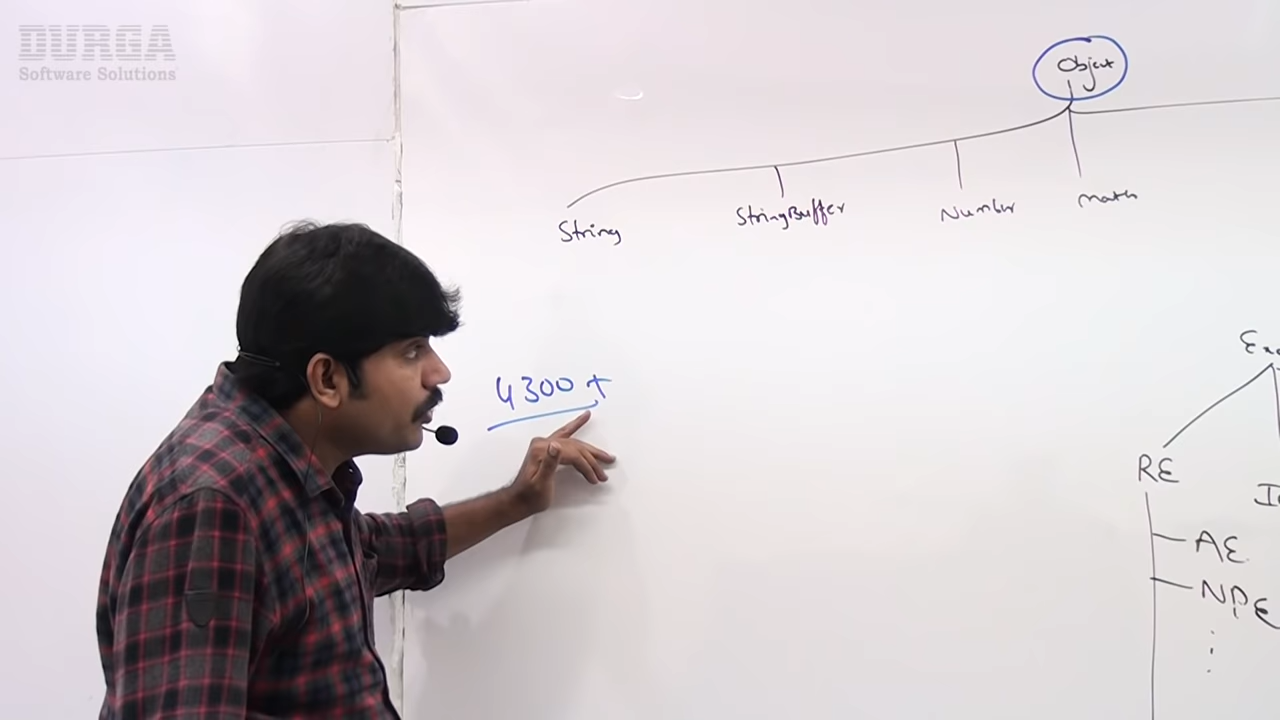 DURGA
Software Solutions
Object
String
StringBuffer
Number
Math
4300 +
RE
AE
NPE